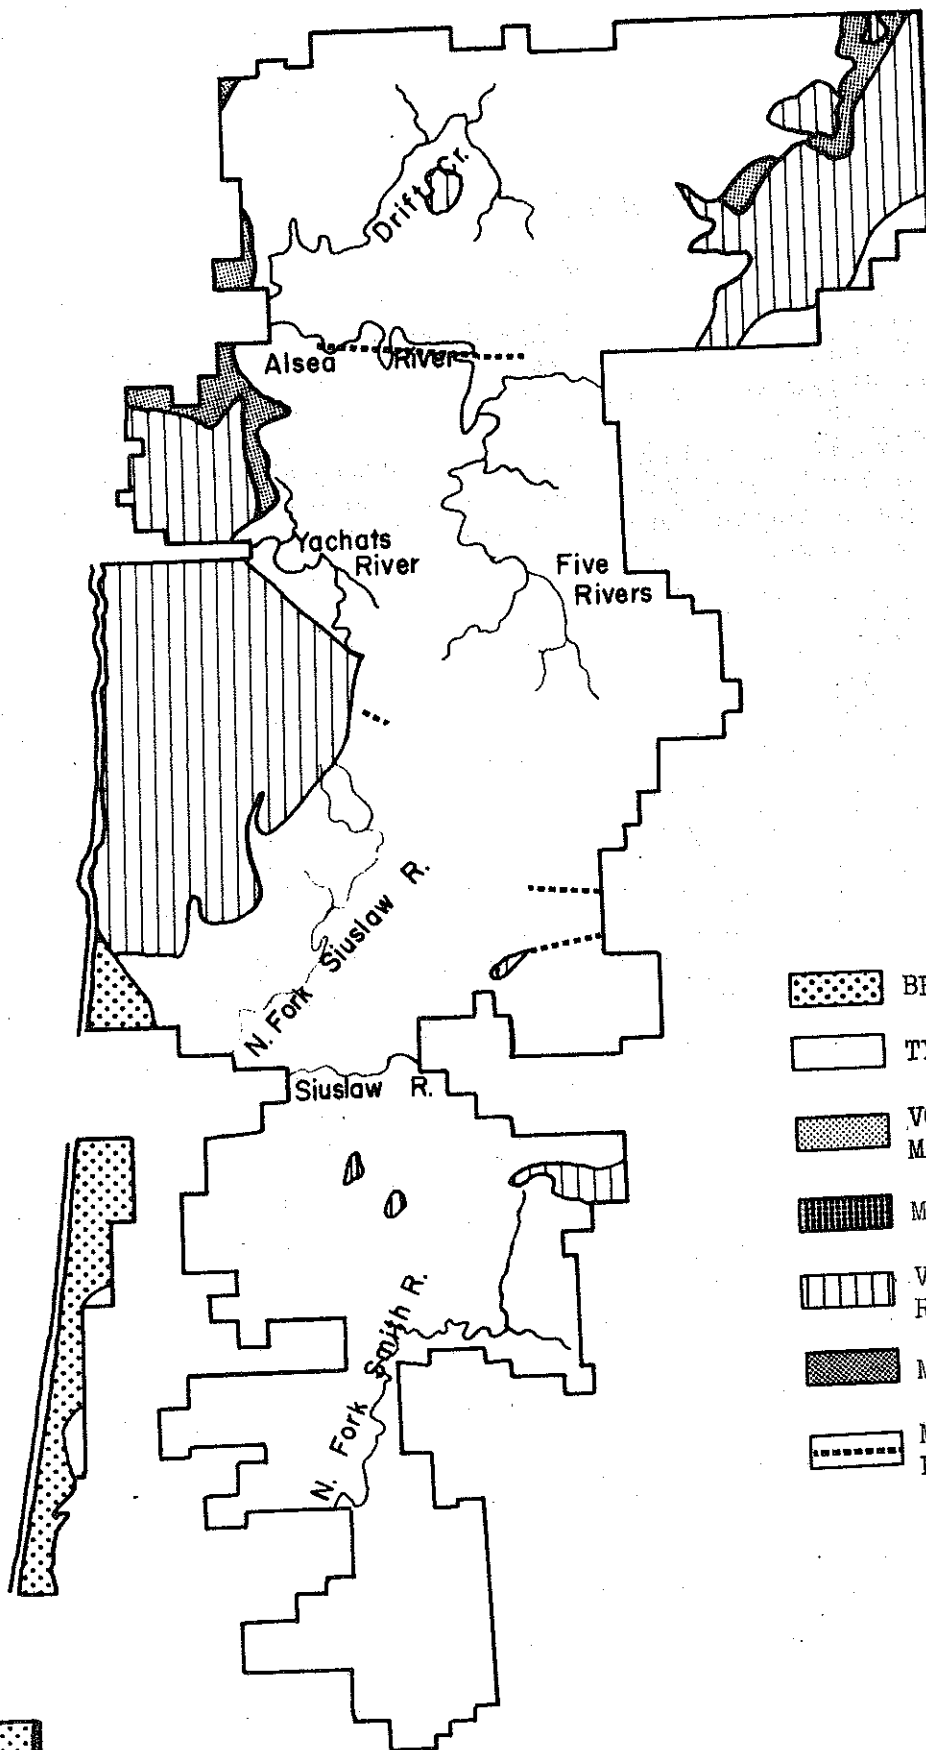 Drift Cr.
Alsea River
Yachats
River
Five
Rivers
N. Fork Siuslaw R.
Siuslaw R.
N. Fork Smith R.